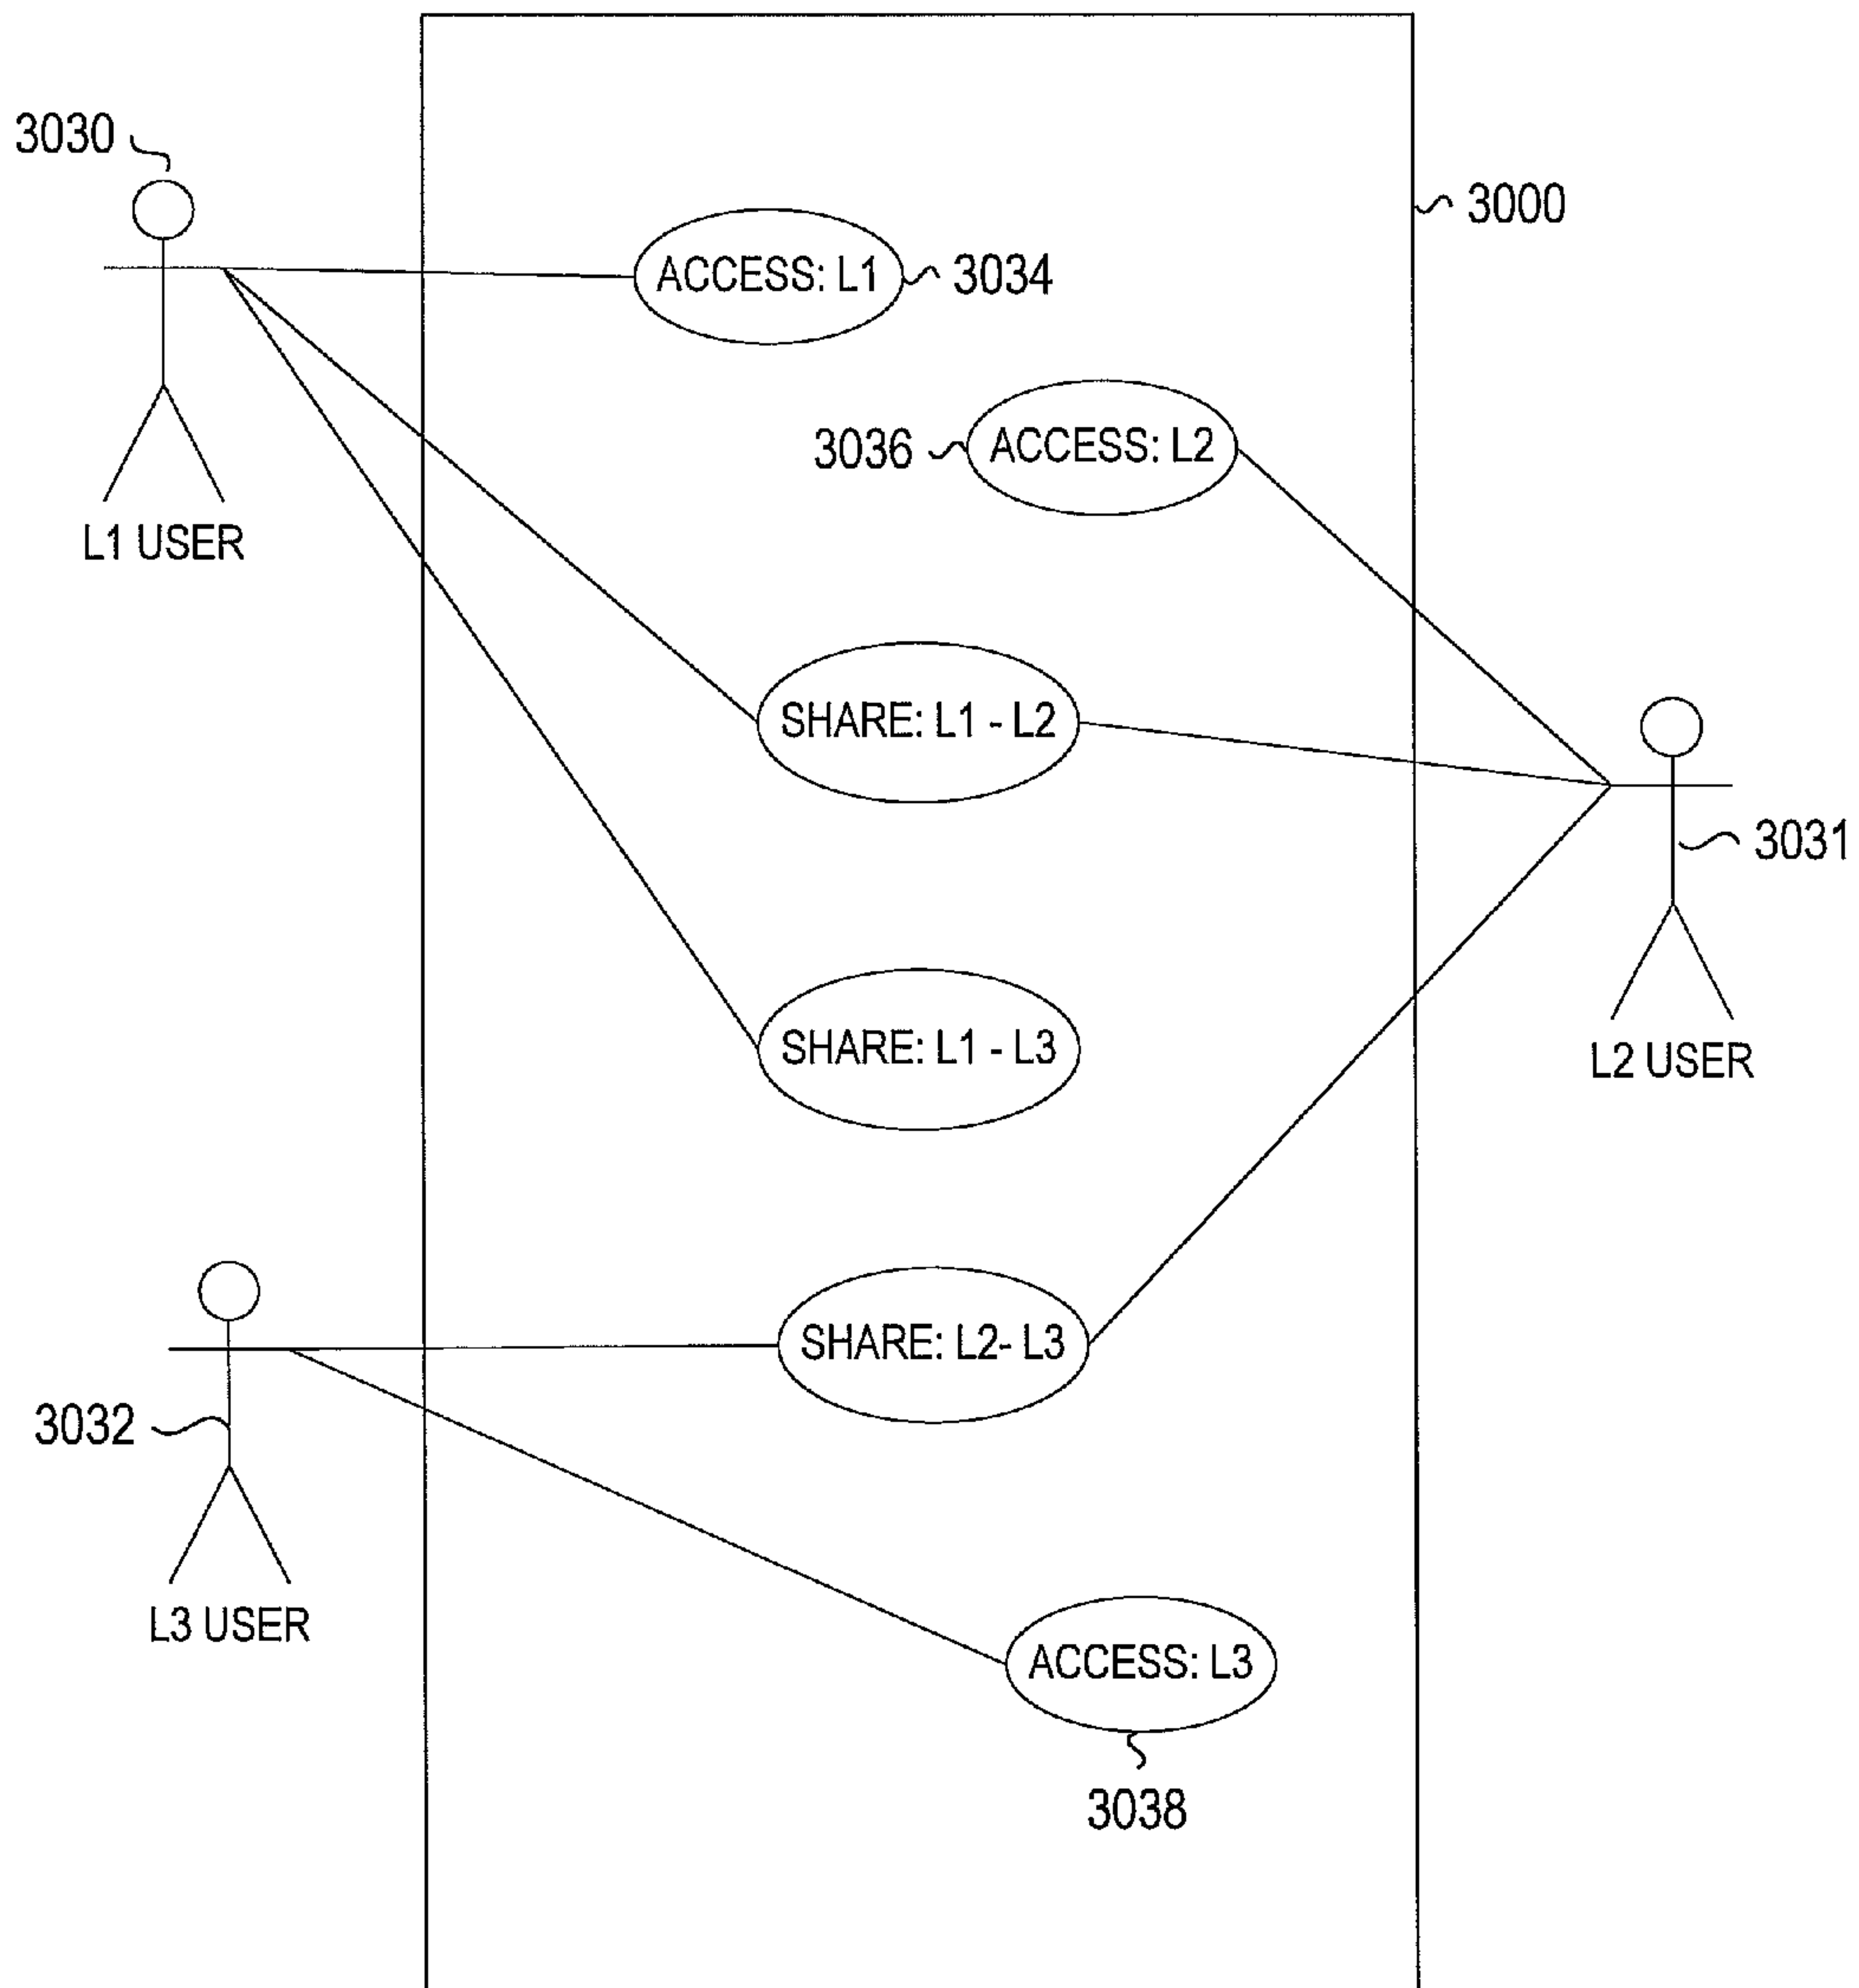 3030
3000
ACCESS: L1
3034
3036
ACCESS: L2
L1 USER
SHARE: L1 - L2
3031
SHARE: L1 - L3
L2 USER
SHARE: L2- L3
3032
L3 USER
ACCESS: L3
3038